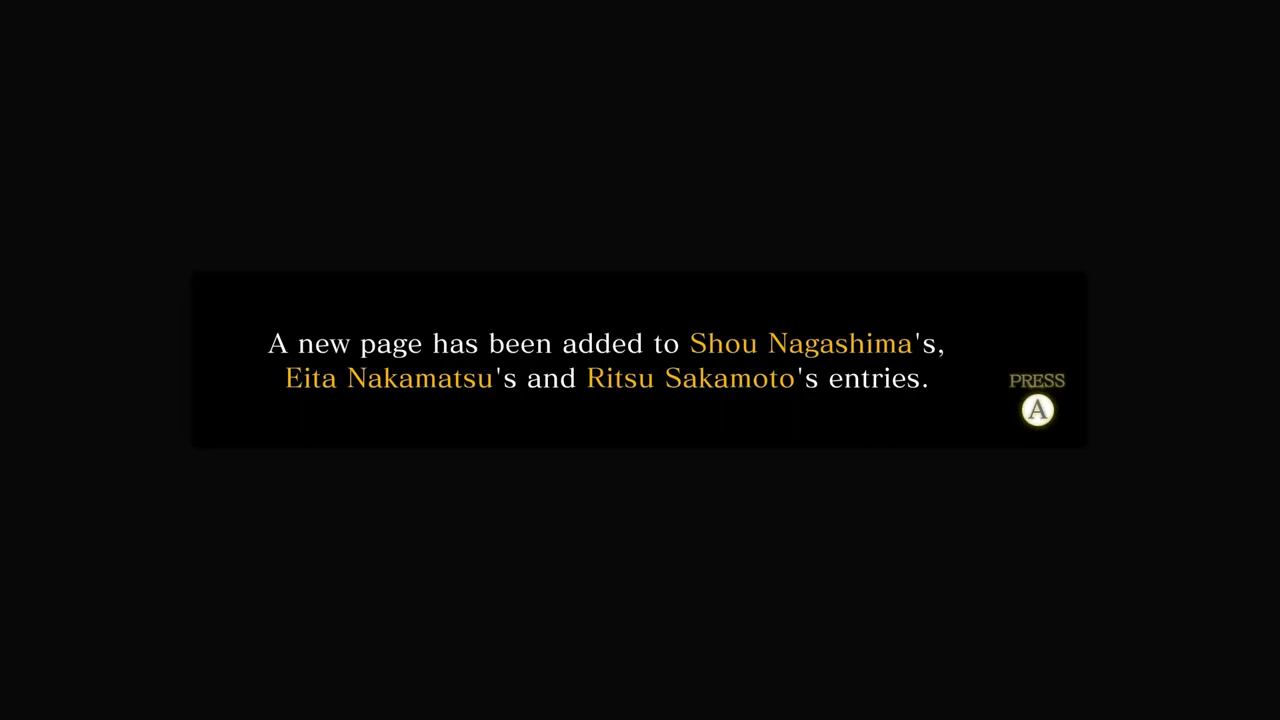 A new page has been added to Shou Nagashima's,
Eita Nakamatsu's and Ritsu Sakamoto's entries.
PRESS
A